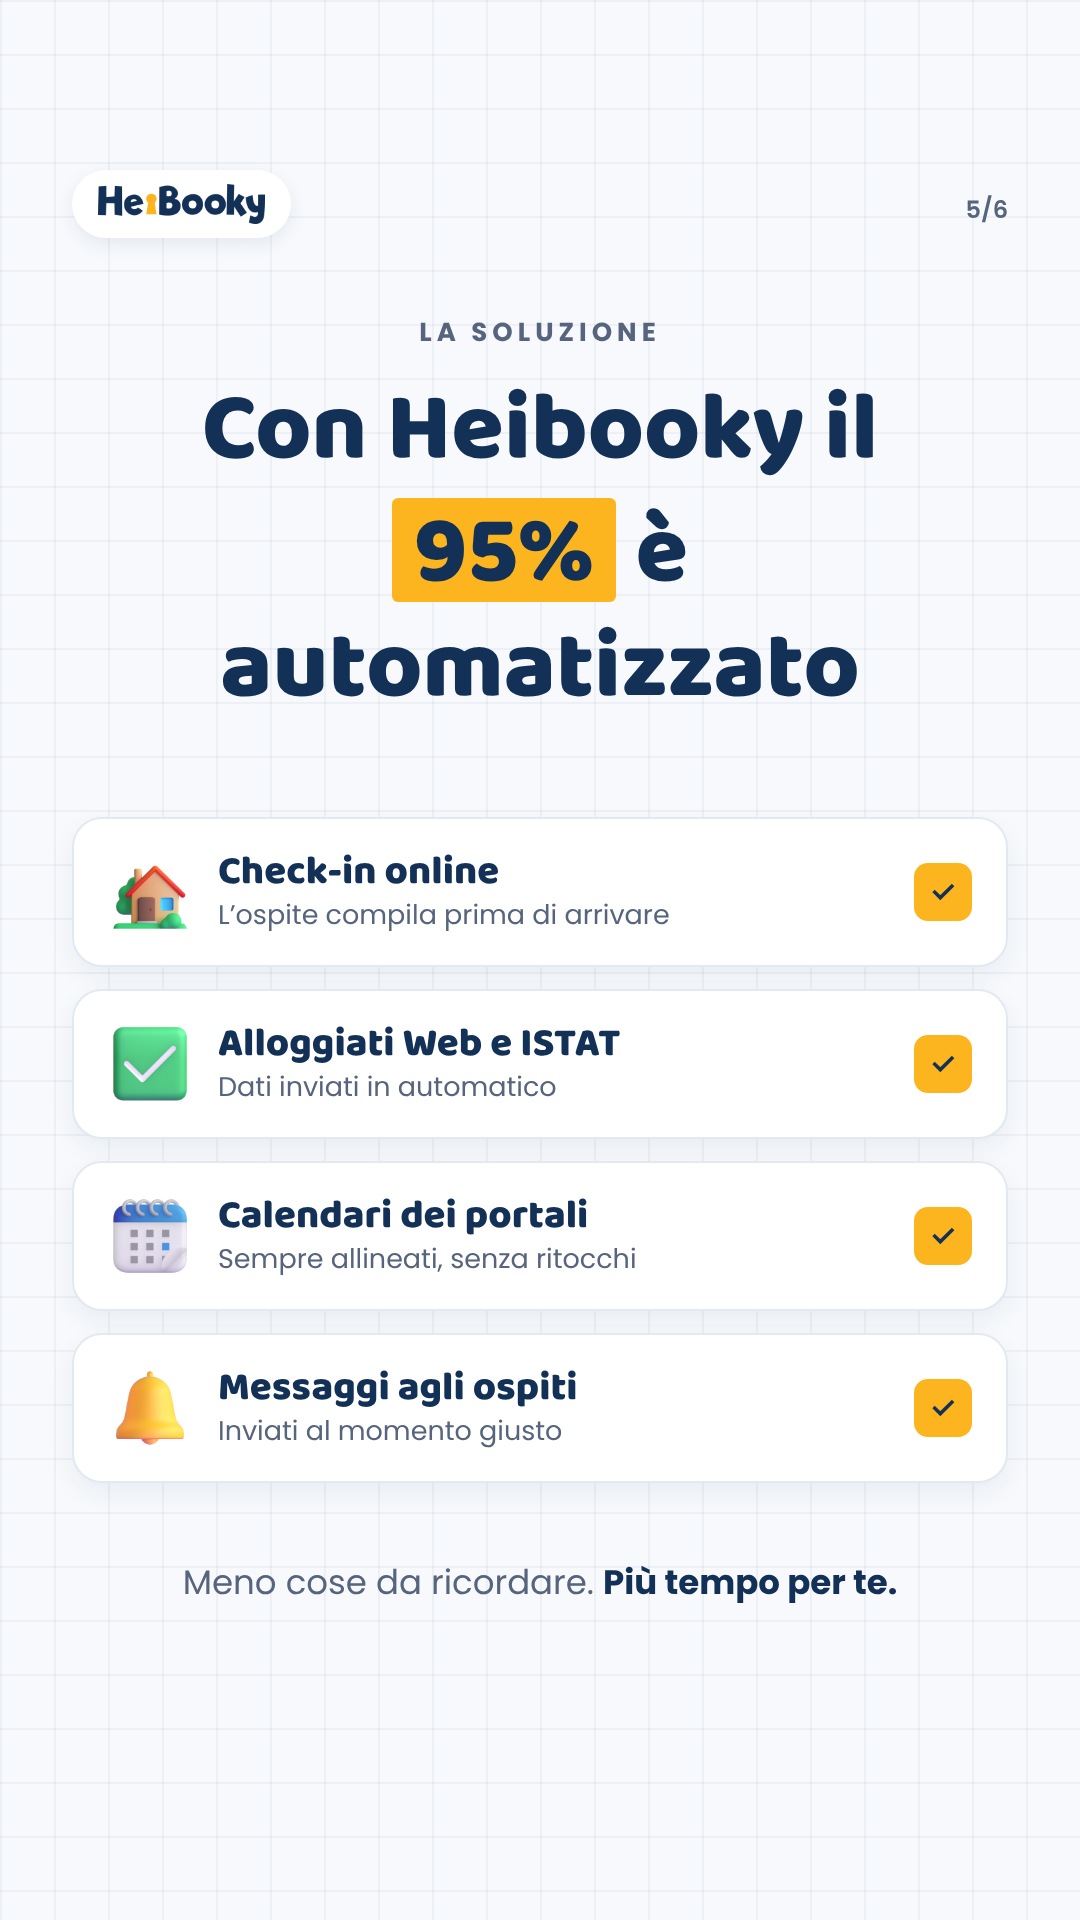 HeiBooky
5/6
LA SOLUZIONE
Con Heibooky il
95% è
automatizzato
Check-in online
L’ospite compila prima di arrivare
Alloggiati Web e ISTAT
Dati inviati in automatico
Calendari dei portali
Sempre allineati, senza ritocchi
Messaggi agli ospiti
Inviati al momento giusto
Meno cose da ricordare. Più tempo per te.